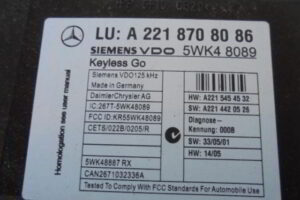 LU: A 221 870 80 86
SIEMENS VDO 5WK4 8089
Keyless Go
Siemens VDO125 kHz
Made in Germany
DaimlerChrysler AG
IC:267T-5WK48089
FCC ID:KR55WK48089
CETS/022B/0205/R
HW: A221 545 45 32
SW: A221 442 05 26
Diagnose-
Kennung: 0008
SW: 33/05/01
HW: 14/05
5WK48887 RX
CAN2671032336A
Tested To Comply with FCC Standards For Automobile Use
Homologation see user manual